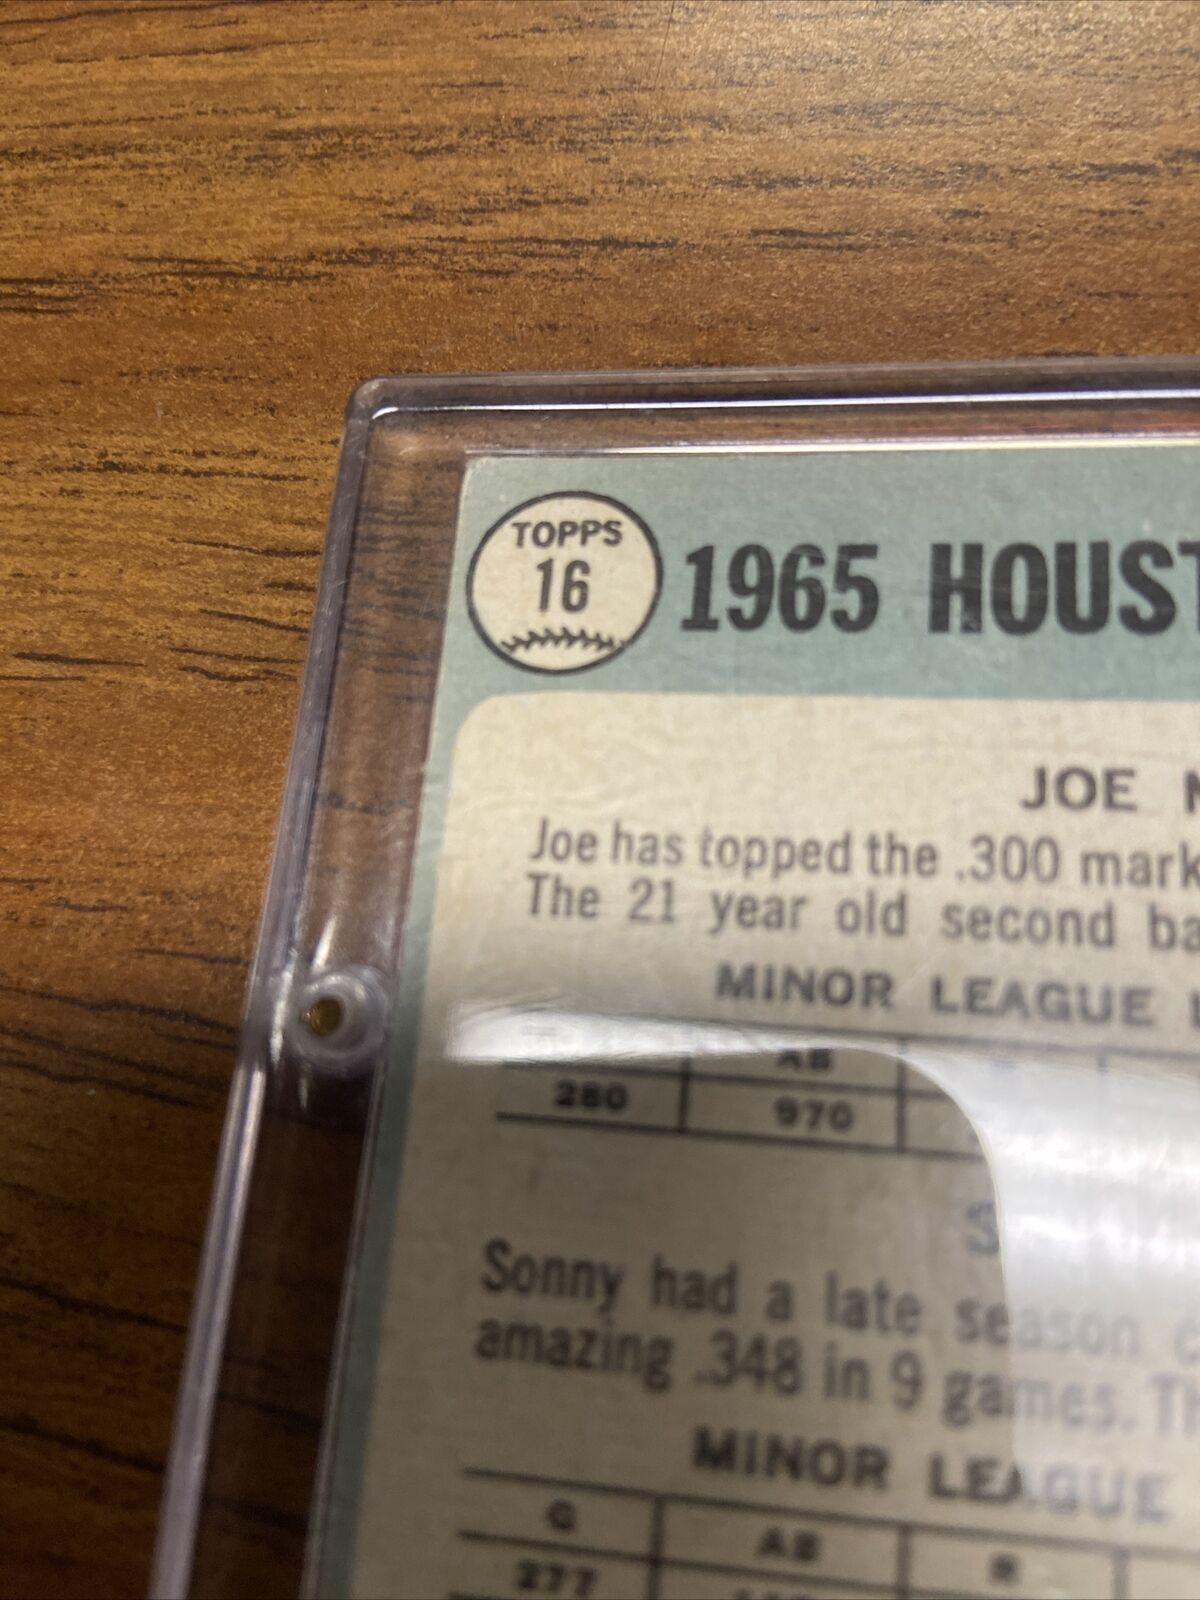 TOPPS
16
1965 HOUST
JOE
Joe has topped the .300 mark
The 21 year old second ba
MINOR LEAGUE
AB
280 970
S
Sonny had a late season
amazing .348 in 9 games. Th
MINOR LEAGUE
G AB R
277